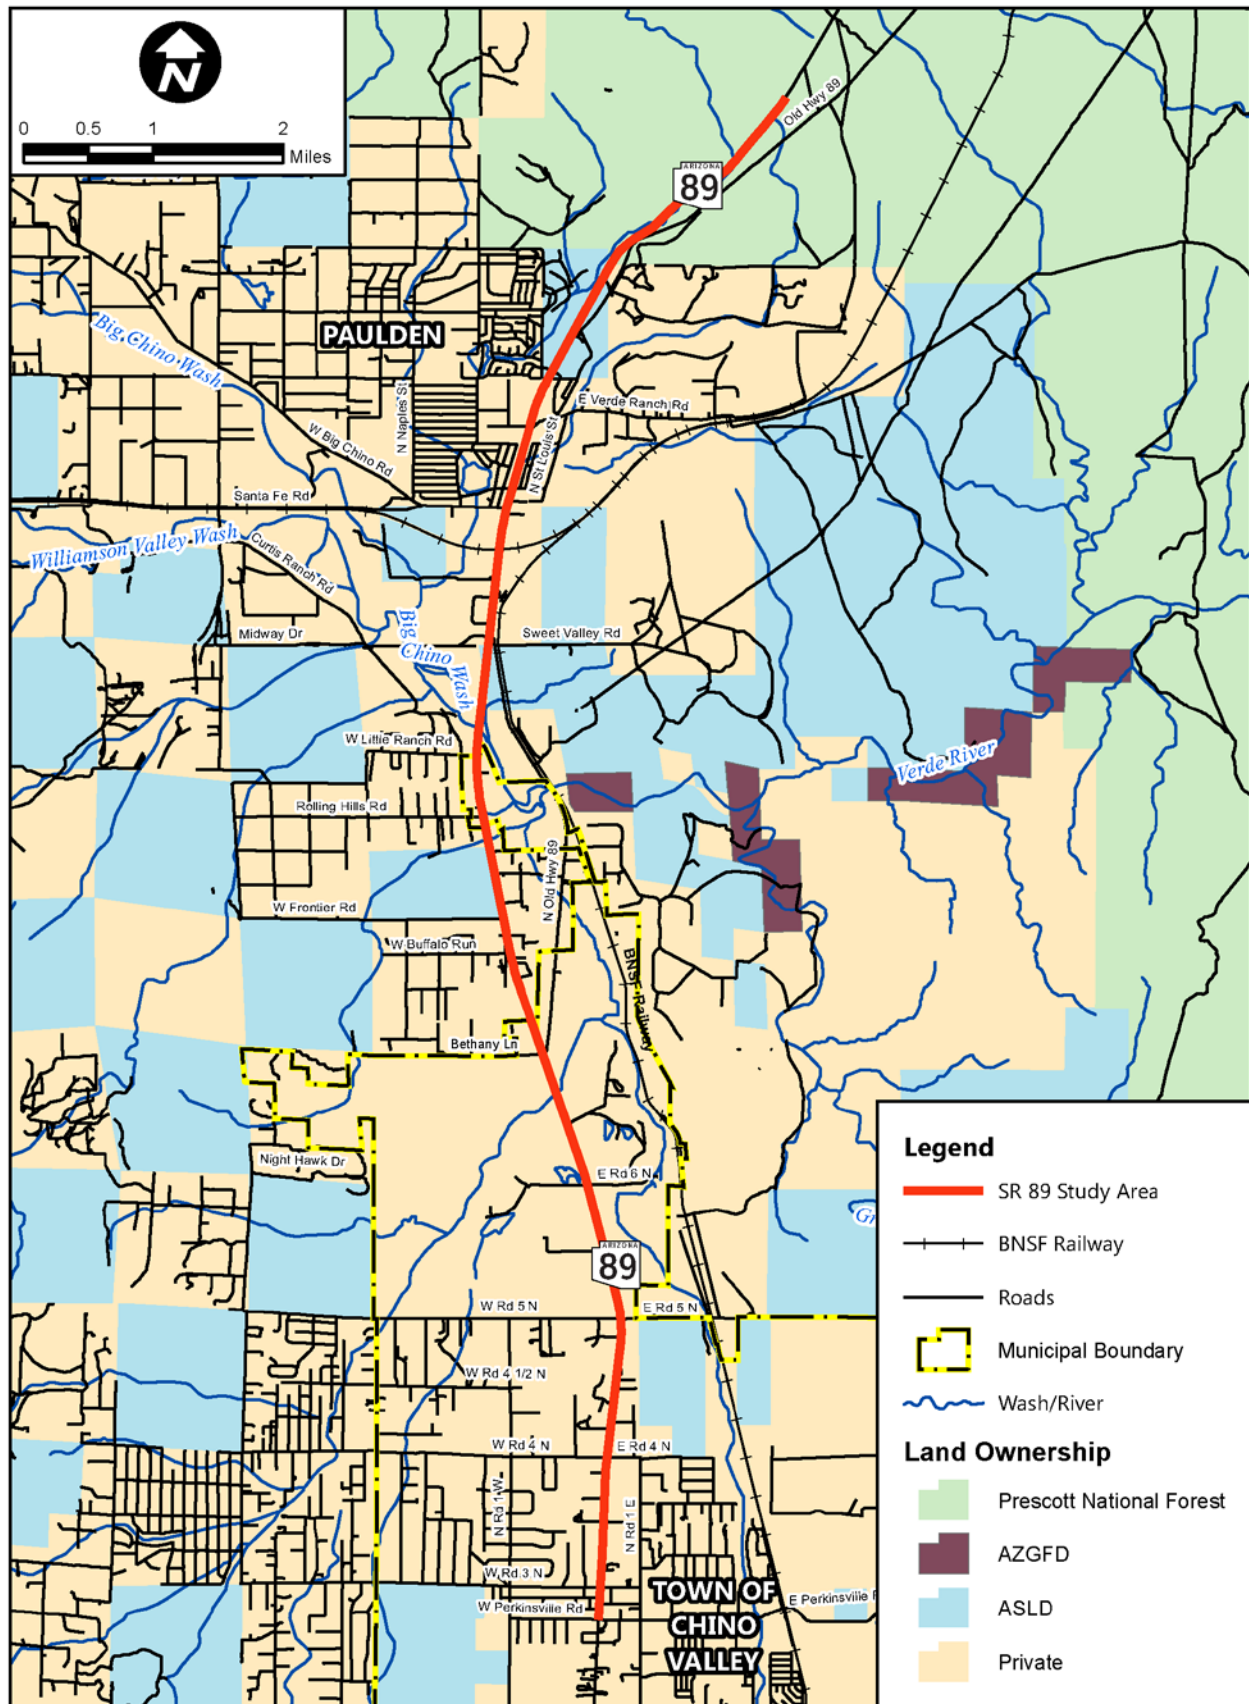 N
0 0.5 1 2
Miles
Old Hwy 89
ARIZONA
89
PAULDEN
Big Chino Wash
N Naples St
E Verde Ranch Rd
W Big Chino Rd
N St Louis St
Santa Fe Rd
Williamson Valley Wash
Curtis Ranch Rd
Midway Dr
Sweet Valley Rd
Big
Chino Wash
W Little Ranch Rd
Verde River
Rolling Hills Rd
N Old Hwy 89
W Frontier Rd
W Buffalo Run
BNSF Railway
Bethany Ln
Night Hawk Dr
E Rd 6 N
Gr
ARIZONA
89
W Rd 5 N
E Rd 5 N
W Rd 4 1/2 N
W Rd 4 N
E Rd 4 N
N Rd 1 W
N Rd 1 E
W Rd 3 N
W Perkinsville Rd
E Perkinsville
TOWN OF
CHINO
VALLEY
Legend
SR 89 Study Area
BNSF Railway
Roads
Municipal Boundary
Wash/River
Land Ownership
Prescott National Forest
AZGFD
ASLD
Private